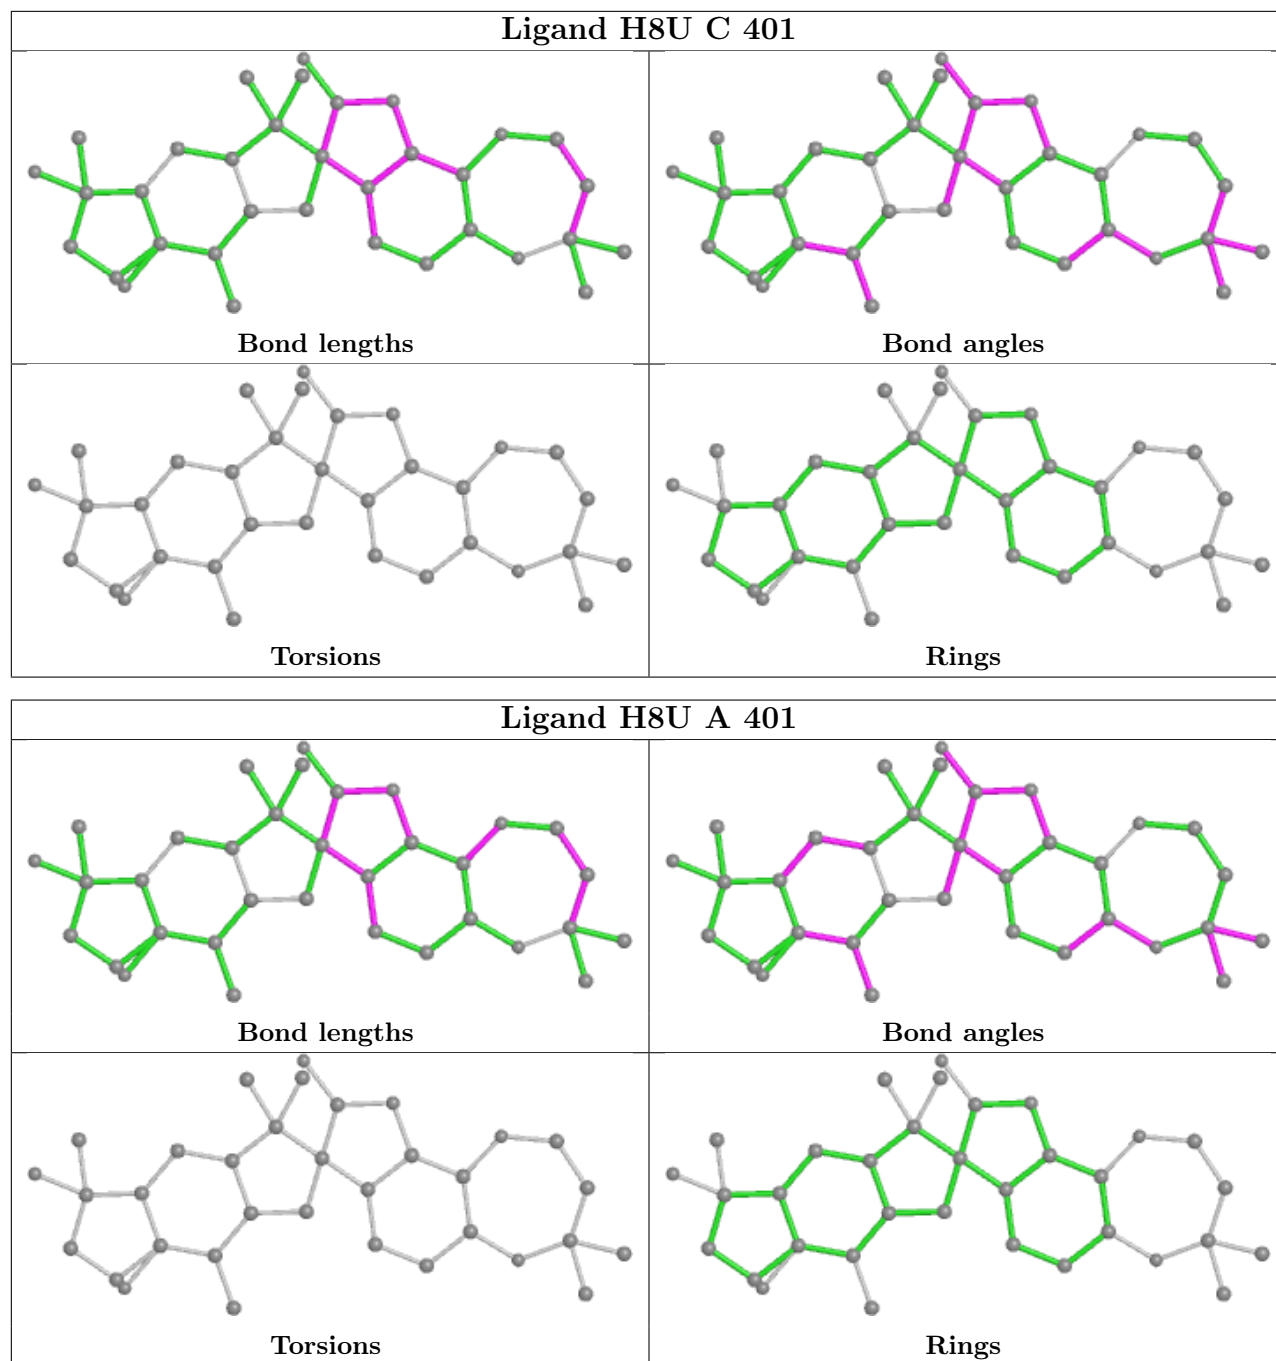 Ligand H8U C 401
Bond lengths
Bond angles
Torsions
Rings
Ligand H8U A 401
Bond lengths
Bond angles
Torsions
Rings